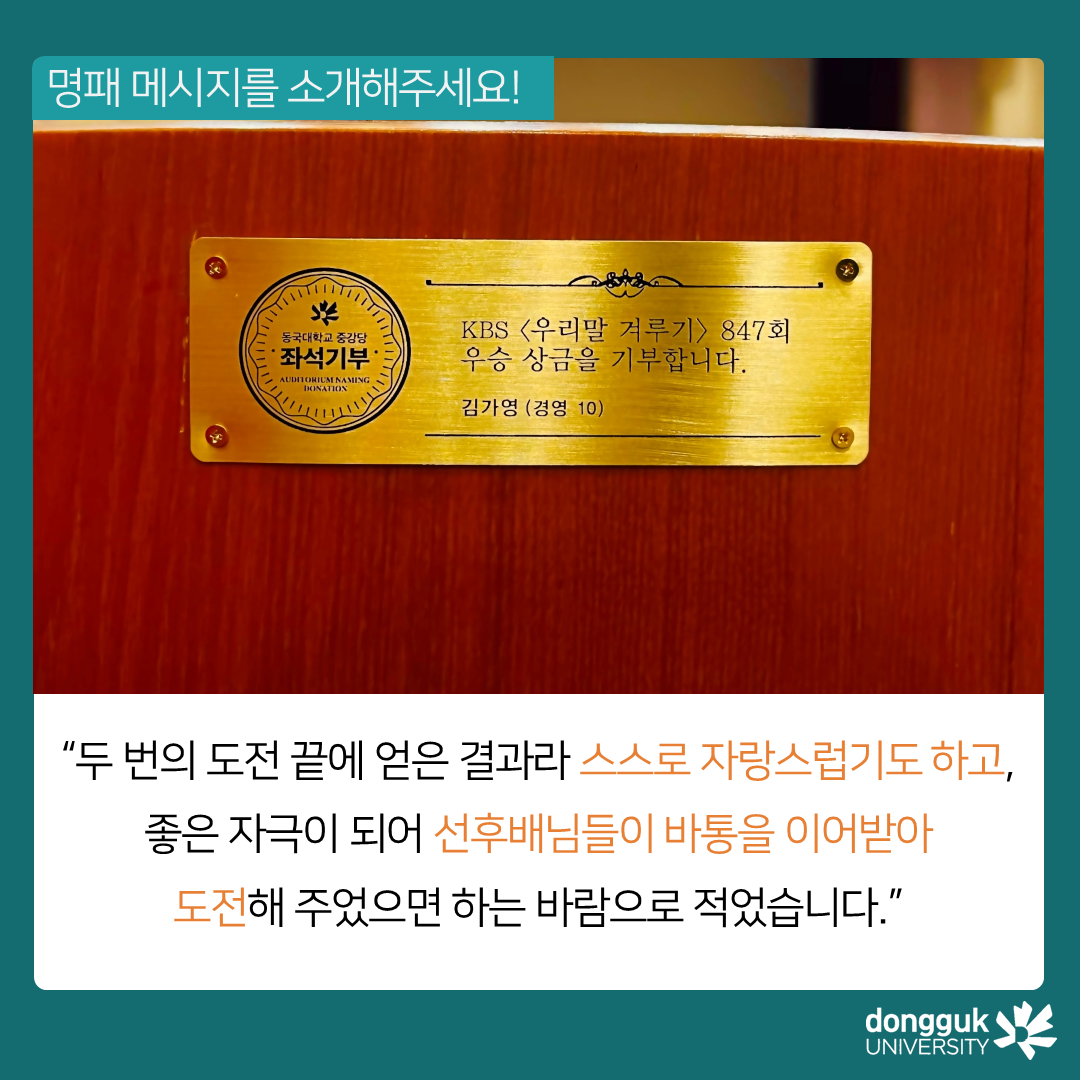 명패 메시지를 소개해주세요!
동국대학교 중강당
좌석기부
AUDITORIUM NAMING
DONATION
KBS 〈우리말 겨루기〉 847회
우승 상금을 기부합니다.
김가영 (경영 10)
“두 번의 도전 끝에 얻은 결과라 스스로 자랑스럽기도 하고,
좋은 자극이 되어 선후배님들이 바통을 이어받아
도전해 주었으면 하는 바람으로 적었습니다.”
dongguk
UNIVERSITY